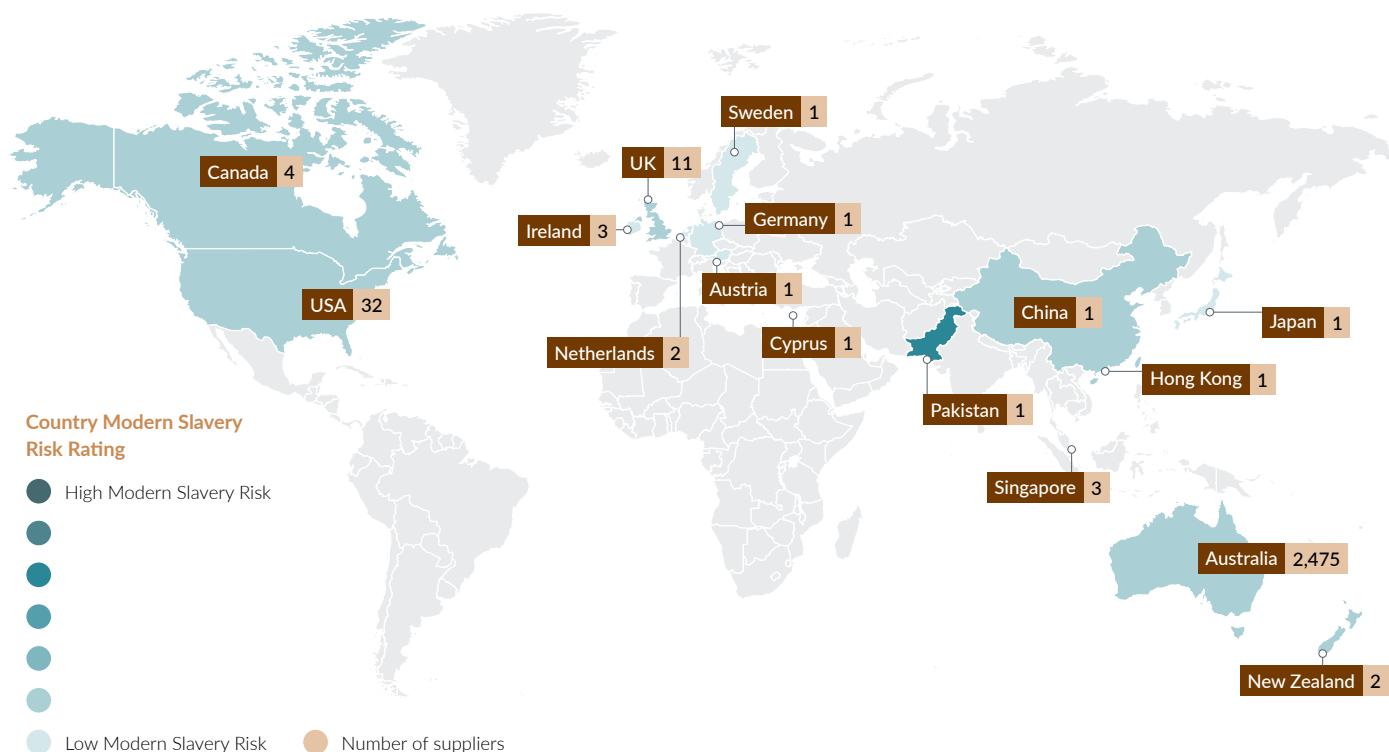 Sweden 1
UK 11
Canada 4
Germany 1
Ireland 3
Austria 1
USA 32
China 1
Japan 1
Cyprus 1
Netherlands 2
Hong Kong 1
Pakistan 1
Country Modern Slavery
Risk Rating
High Modern Slavery Risk
Singapore 3
Australia 2,475
New Zealand 2
Low Modern Slavery Risk
Number of suppliers